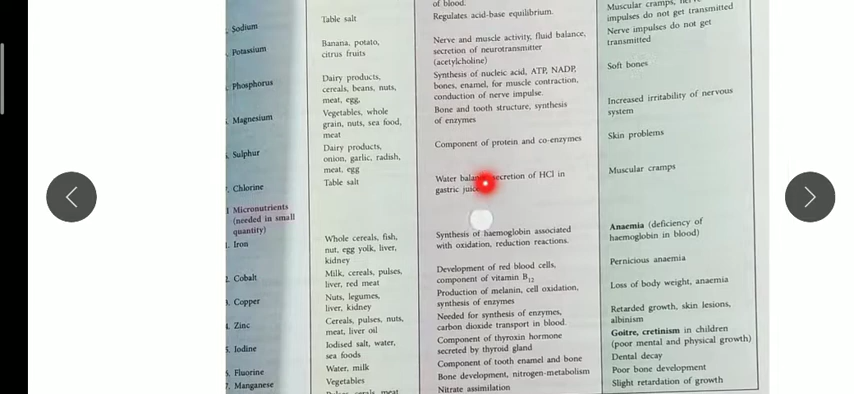 of blood.
Muscular cramps,
Sodium
Table salt
Regulates acid-base equilibrium.
impulses do not get transmitted
Potassium
Banana, potato,
citrus fruits
Nerve and muscle activity, fluid balance,
secretion of neurotransmitter
(acetylcholine)
Nerve impulses do not get
transmitted
Phosphorus
Dairy products,
cereals, beans, nuts,
meat, egg,
Synthesis of nucleic acid, ATP, NADP,
bones, enamel, for muscle contraction,
conduction of nerve impulse.
Soft bones
Magnesium
Vegetables, whole
grain, nuts, sea food,
meat
Bone and tooth structure, synthesis
of enzymes
Increased irritability of nervous
system
Sulphur
Dairy products,
onion, garlic, radish,
meat, egg
Component of protein and co-enzymes
Skin problems
Chlorine
Table salt
Water secretion of HCl in
gastric juice
Muscular cramps
Micronutrients
(needed in small
quantity)
1. Iron
Whole cereals, fish,
nut, egg yolk, liver,
kidney
Synthesis of haemoglobin associated
with oxidation, reduction reactions.
Anaemia (deficiency of
haemoglobin in blood)
2. Cobalt
Milk, cereals, pulses,
liver, red meat
Development of red blood cells,
component of vitamin B12
Pernicious anaemia
3. Copper
Nuts, legumes,
liver, kidney
Production of melanin, cell oxidation,
synthesis of enzymes
Loss of body weight, anaemia
4. Zinc
Cereals, pulses, nuts,
meat, liver oil
Needed for synthesis of enzymes,
carbon dioxide transport in blood.
Retarded growth, skin lesions,
albinism
5. Iodine
Iodised salt, water,
sea foods
Component of thyroxin hormone
secreted by thyroid gland
Goitre, cretinism in children
(poor mental and physical growth)
6. Fluorine
Water, milk
Component of tooth enamel and bone
Dental decay
7. Manganese
Vegetables
Bone development, nitrogen-metabolism
Poor bone development
Nitrate assimilation
Slight retardation of growth